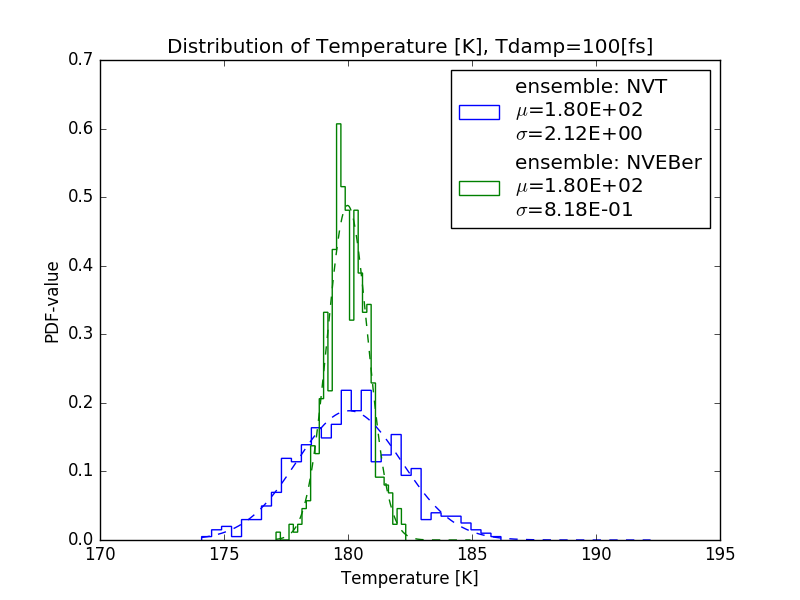 Distribution of Temperature [K], Tdamp=100[fs]
0.7
0.6
0.5
0.4
0.3
0.2
0.1
0.0
PDF-value
ensemble: NVT
μ=1.80E+02
σ=2.12E+00
ensemble: NVEBer
μ=1.80E+02
σ=8.18E-01
170 175 180 185 190 195
Temperature [K]